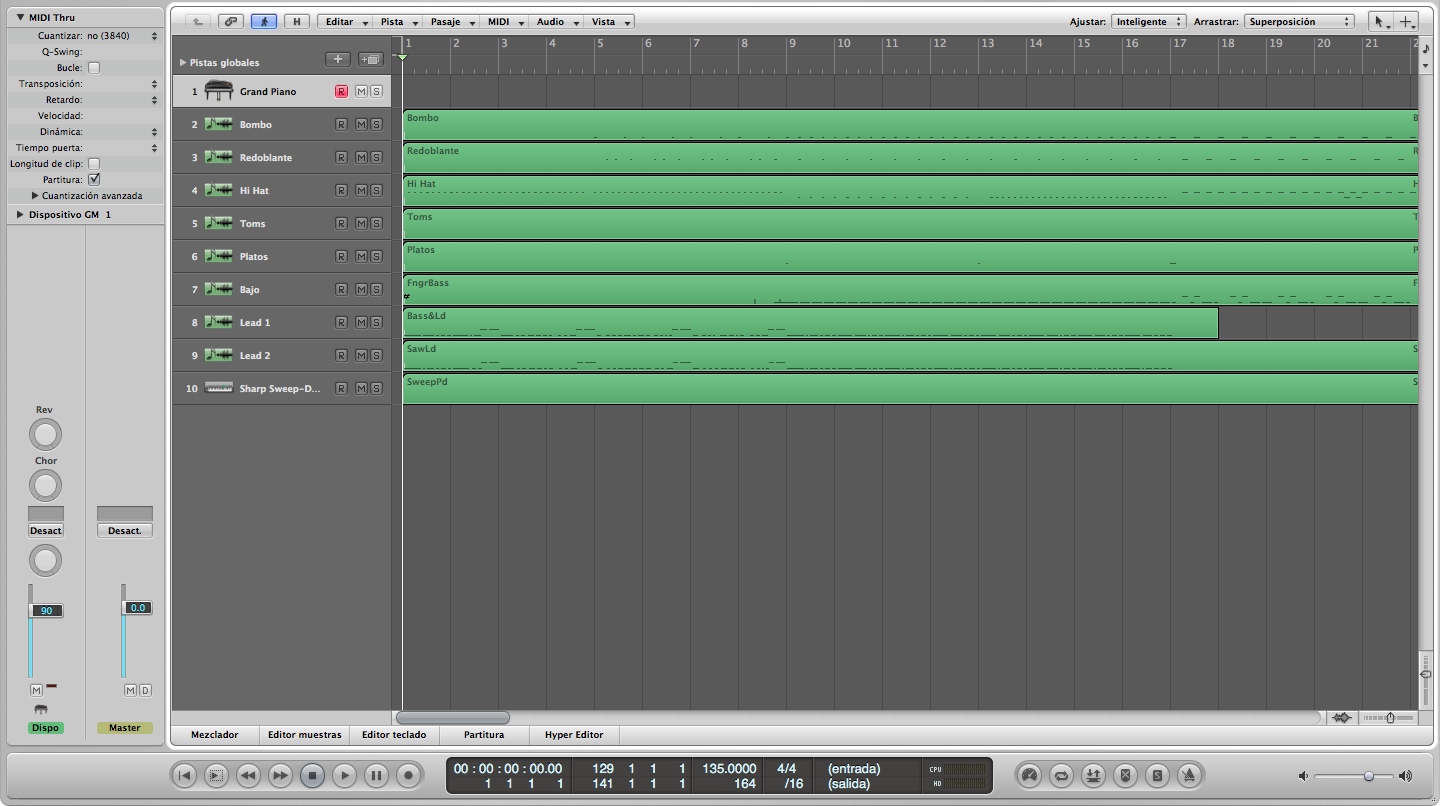 MIDI Thru
Cuantizar: no (3840)
Q-Swing:
Bucle:
Transposición:
Retardo:
Velocidad:
Dinámica:
Tiempo puerta:
Longitud de clip:
Partitura:
Cuantización avanzada
Dispositivo GM 1
Rev
Chor
Desact Desact.
90 0.0
M M D
Dispo Master
H Editar Pista Pasaje MIDI Audio Vista Ajustar: Inteligente Arrastrar: Superposición
1 2 3 4 5 6 7 8 9 10 11 12 13 14 15 16 17 18 19 20 21 2
Pistas globales
1 Grand Piano R M S
2 Bombo R M S Bombo B
3 Redoblante R M S Redoblante R
4 Hi Hat R M S Hi Hat H
5 Toms R M S Toms T
6 Platos R M S Platos P
7 Bajo R M S FngrBass F
8 Lead 1 R M S Bass&Ld
9 Lead 2 R M S SawLd S
10 Sharp Sweep-D... R M S SweepPd S
Mezclador Editor muestras Editor teclado Partitura Hyper Editor
00 : 00 : 00 : 00.00 129 1 1 1 135.0000 4/4 (entrada) CPU
1 1 1 1 141 1 1 1 164 /16 (salida) HD
S